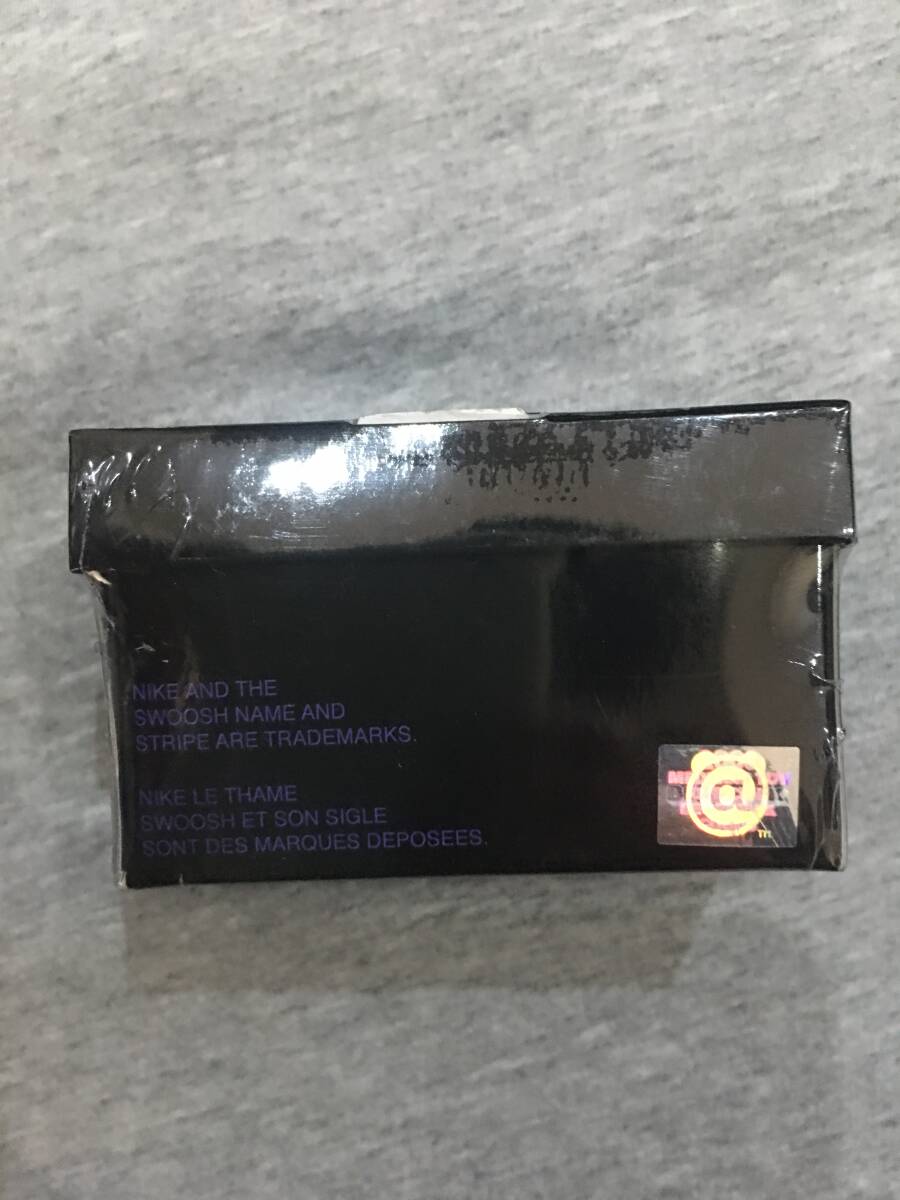 NIKE AND THE
SWOOSH NAME AND
STRIPE ARE TRADEMARKS.
NIKE LE THAME
SWOOSH ET SON SIGLE
SONT DES MARQUES DEPOSEES.
@